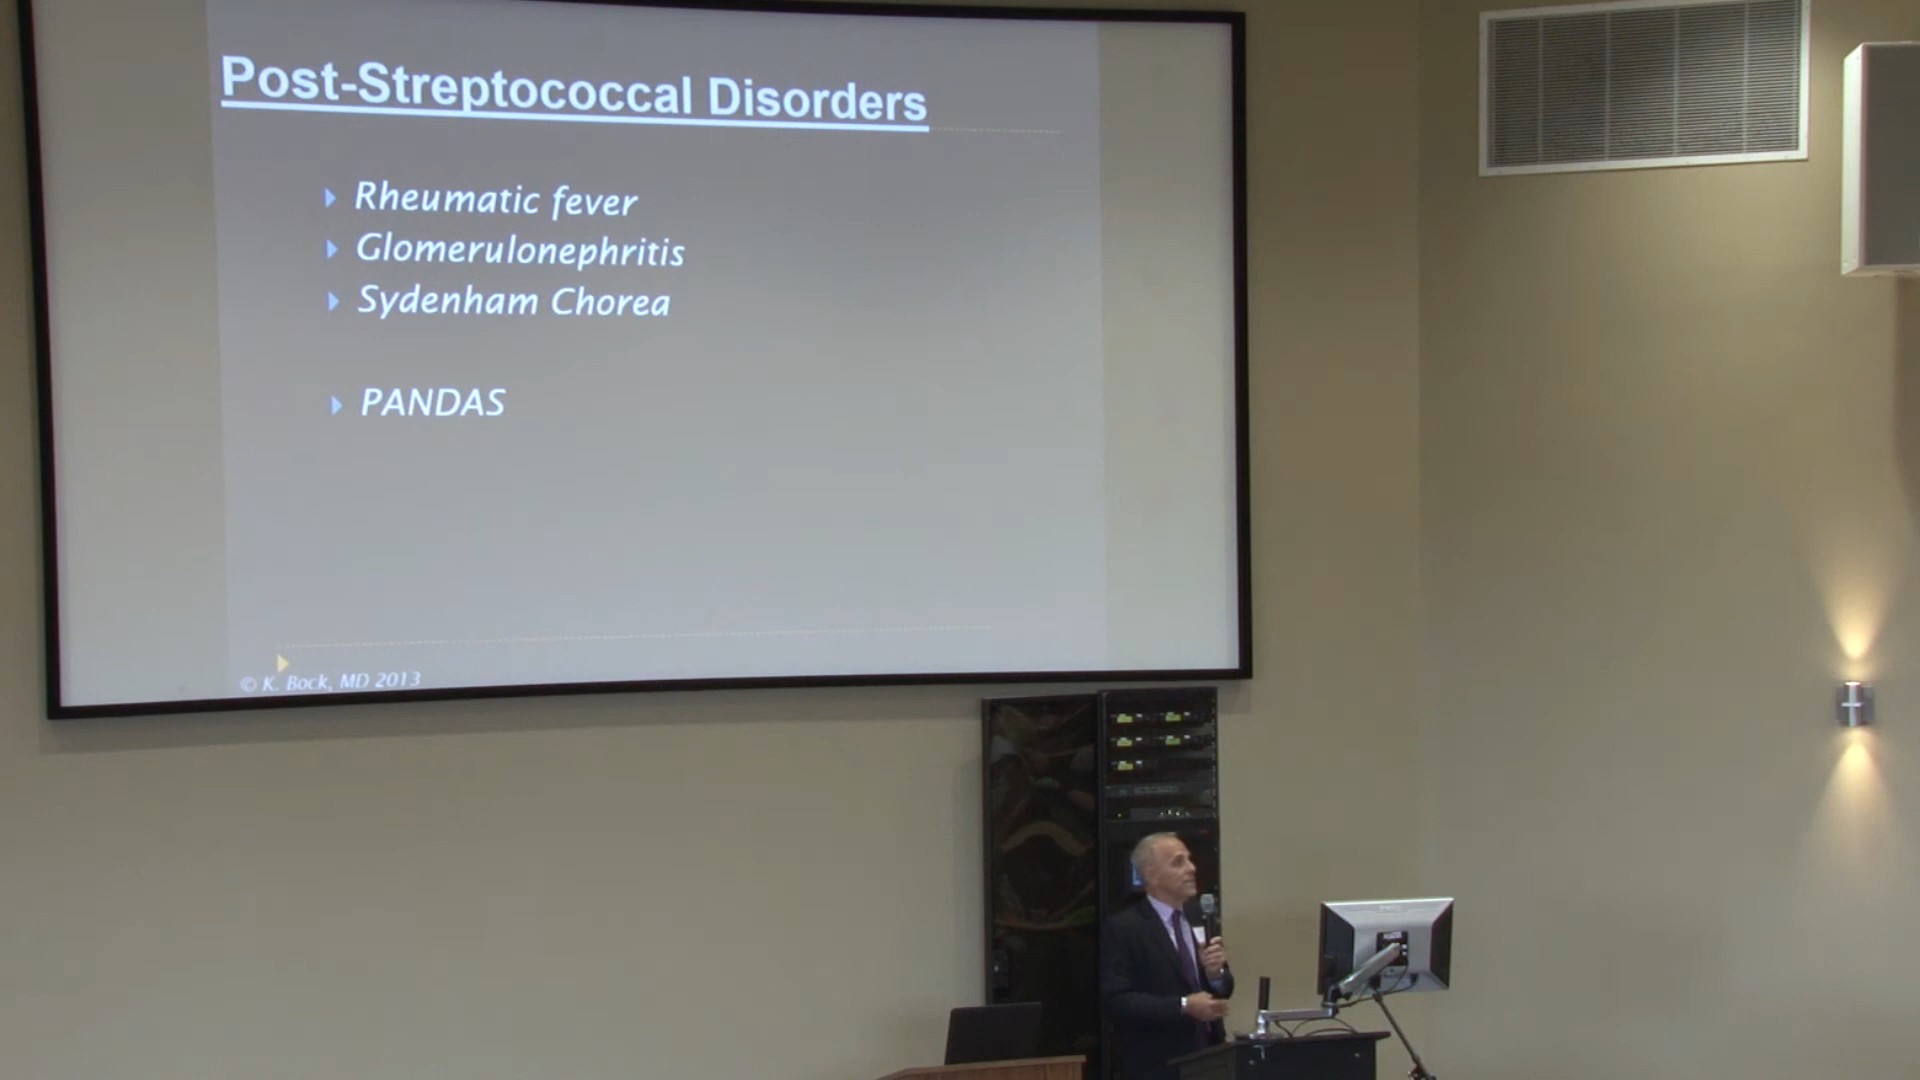 Post-Streptococcal Disorders
Rheumatic fever
Glomerulonephritis
Sydenham Chorea
PANDAS
© K. Bock, MD 2013